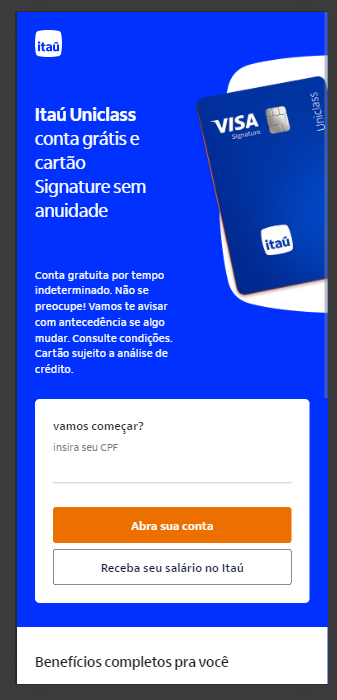 itaú
Itaú Uniclass
conta grátis e
cartão
Signature sem
anuidade
VISA
Signature
Uniclass
itaú
Conta gratuita por tempo
indeterminado. Não se
preocupe! Vamos te avisar
com antecedência se algo
mudar. Consulte condições.
Cartão sujeito a análise de
crédito.
vamos começar?
insira seu CPF
Abra sua conta
Receba seu salário no Itaú
Benefícios completos pra você